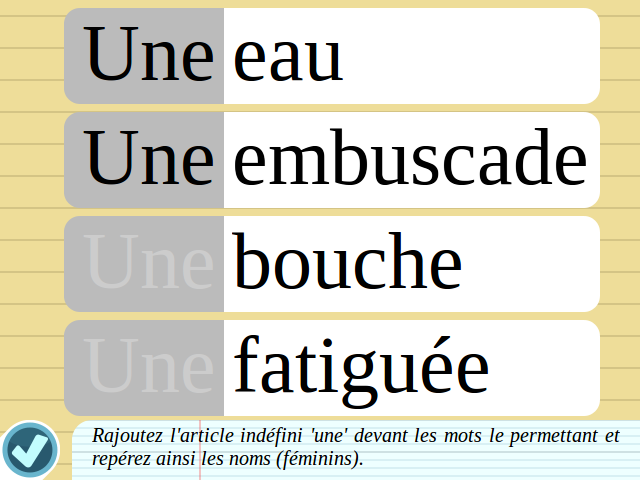 Une eau
Une embuscade
Une bouche
Une fatiguée
Rajoutez l'article indéfini 'une' devant les mots le permettant et
repérez ainsi les noms (féminins).